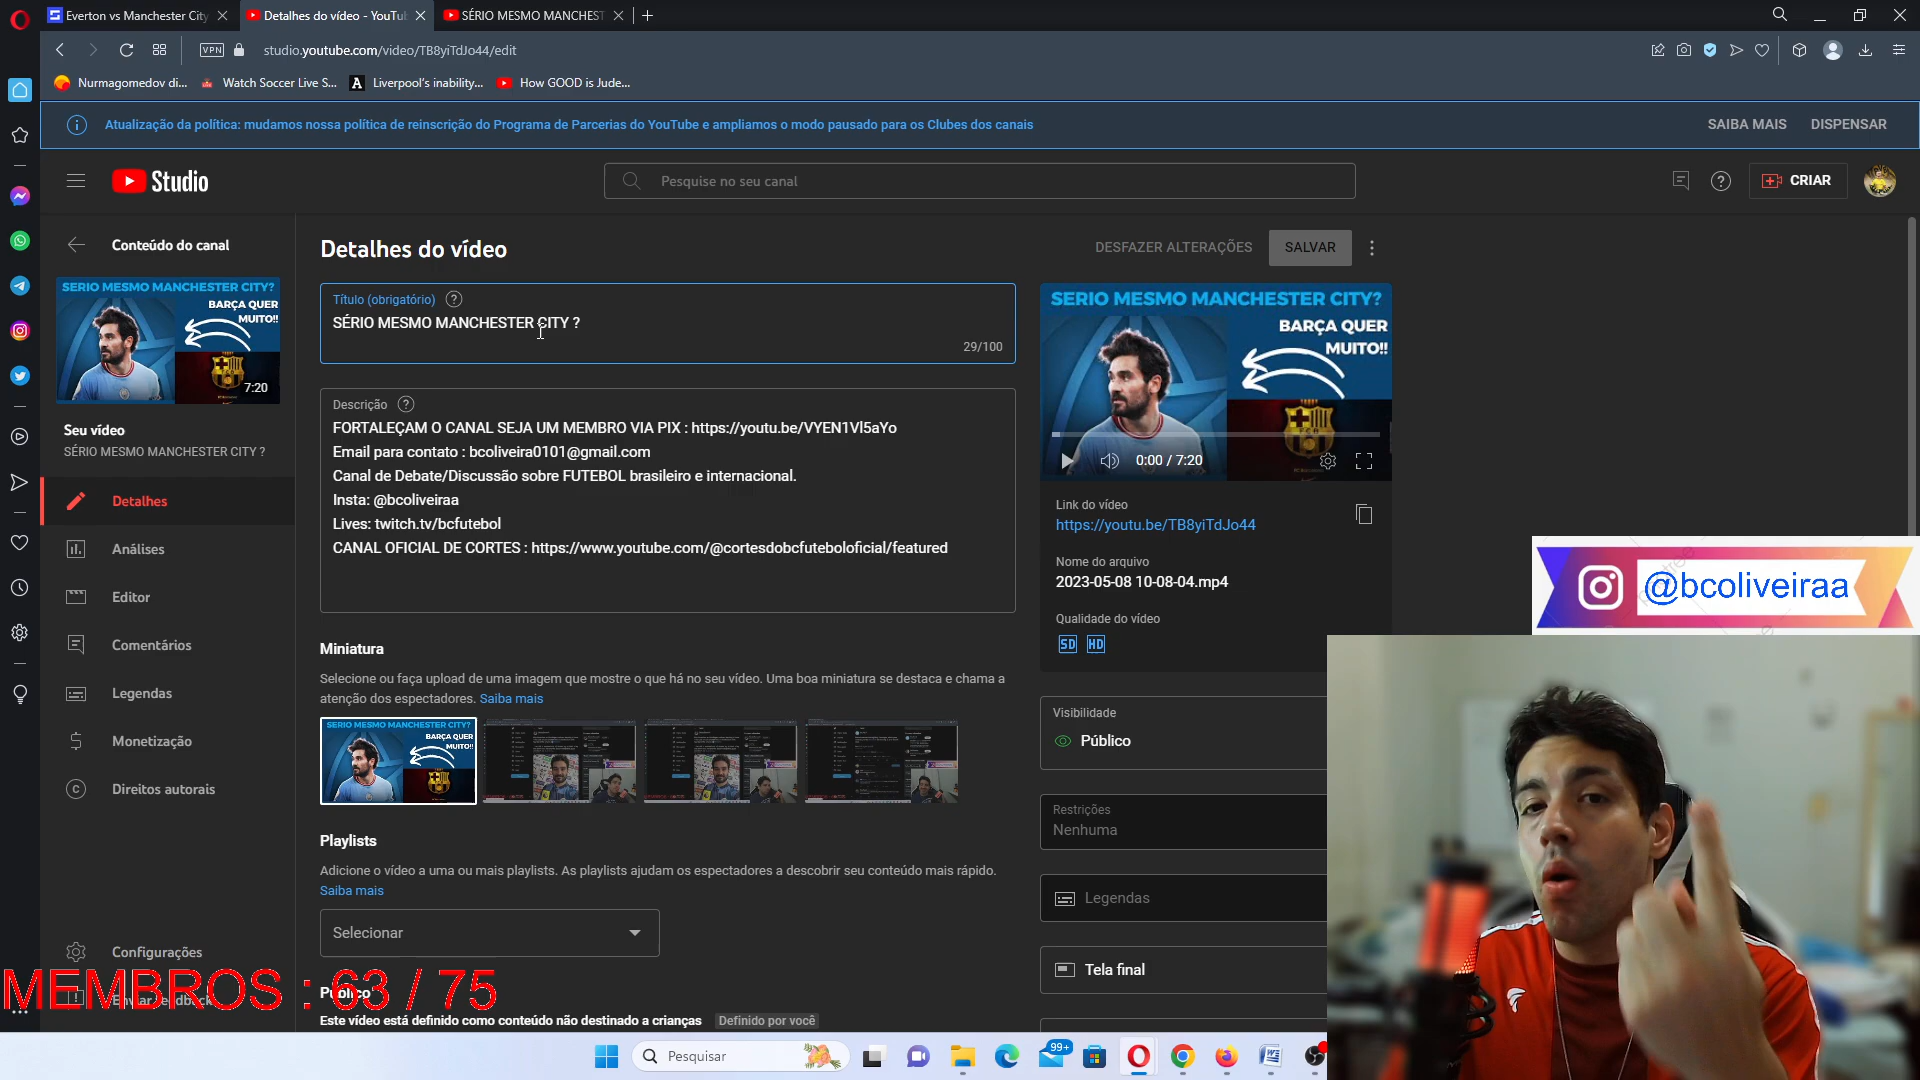 Everton vs Manchester City
Detalhes do vídeo - YouTu
SÉRIO MESMO MANCHEST
VPN
studio.youtube.com/video/TB8yiTdJo44/edit
Nurmagomedov di...
Watch Soccer Live S...
A
Liverpool's inability...
How GOOD is Jude...
Atualização da política: mudamos nossa política de reinscrição do Programa de Parcerias do YouTube e ampliamos o modo pausado para os Clubes dos canais
SAIBA MAIS
DISPENSAR
Studio
Pesquise no seu canal
CRIAR
Conteúdo do canal
SERIO MESMO MANCHESTER CITY?
BARÇA QUER
MUITO!!
7:20
Seu vídeo
SÉRIO MESMO MANCHESTER CITY ?
Detalhes
Análises
Editor
Comentários
Legendas
Monetização
Direitos autorais
Configurações
Enviar feedback
MEMBROS : 63 / 75
Detalhes do vídeo
DESFAZER ALTERAÇÕES
SALVAR
Título (obrigatório)
SÉRIO MESMO MANCHESTER CITY ?
29/100
Descrição
FORTALEÇAM O CANAL SEJA UM MEMBRO VIA PIX : https://youtu.be/VYEN1Vl5aYo
Email para contato : bcoliveira0101@gmail.com
Canal de Debate/Discussão sobre FUTEBOL brasileiro e internacional.
Insta: @bcoliveiraa
Lives: twitch.tv/bcfutebol
CANAL OFICIAL DE CORTES : https://www.youtube.com/@cortesdobcfuteboloficial/featured
Miniatura
Selecione ou faça upload de uma imagem que mostre o que há no seu vídeo. Uma boa miniatura se destaca e chama a
atenção dos espectadores. Saiba mais
SERIO MESMO MANCHESTER CITY?
BARÇA QUER
MUITO!!
Playlists
Adicione o vídeo a uma ou mais playlists. As playlists ajudam os espectadores a descobrir seu conteúdo mais rápido.
Saiba mais
Selecionar
Público
Este vídeo está definido como conteúdo não destinado a crianças
Definido por você
SERIO MESMO MANCHESTER CITY?
BARÇA QUER
MUITO!!
0:00 / 7:20
Link do vídeo
https://youtu.be/TB8yiTdJo44
Nome do arquivo
2023-05-08 10-08-04.mp4
Qualidade do vídeo
SD
HD
Visibilidade
Público
Restrições
Nenhuma
Legendas
Tela final
@bcoliveiraa
Pesquisar
99+